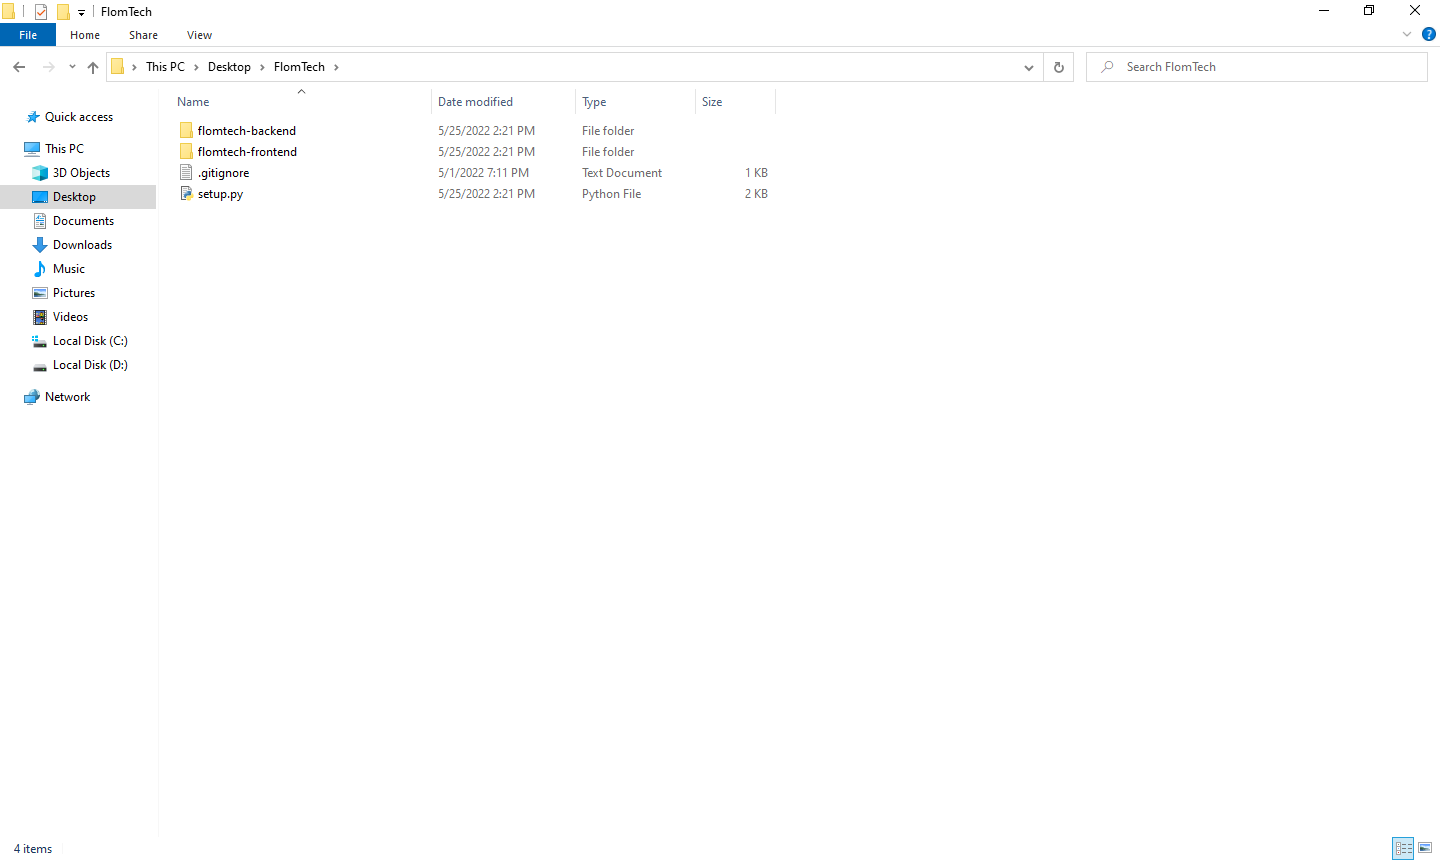 FlomTech
File Home Share View
This PC Desktop FlomTech Search FlomTech
Name Date modified Type Size
flomtech-backend 5/25/2022 2:21 PM File folder
flomtech-frontend 5/25/2022 2:21 PM File folder
.gitignore 5/1/2022 7:11 PM Text Document 1 KB
setup.py 5/25/2022 2:21 PM Python File 2 KB
Quick access
This PC
3D Objects
Desktop
Documents
Downloads
Music
Pictures
Videos
Local Disk (C:)
Local Disk (D:)
Network
4 items